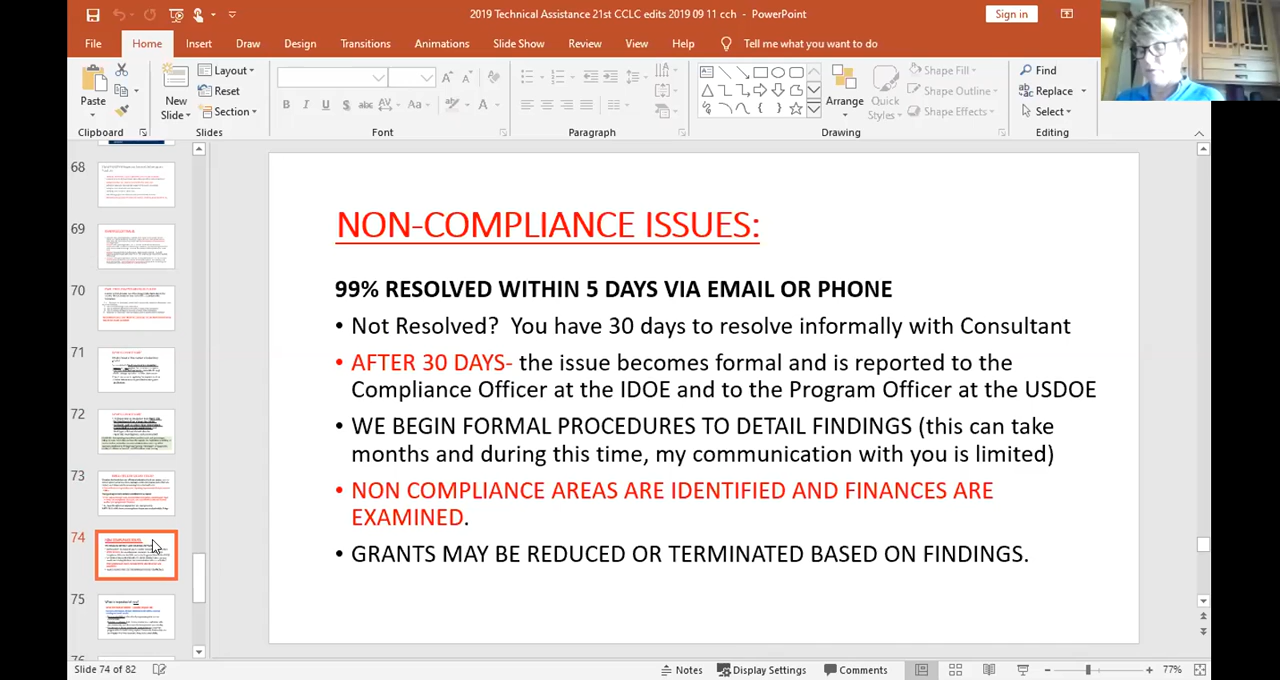 2019 Technical Assistance 21st CCLC edits 2019 09 11 cch - PowerPoint
Sign in
File Home Insert Draw Design Transitions Animations Slide Show Review View Help Tell me what you want to do
Paste
Clipboard
New
Slide
Layout
Reset
Section
Slides
Font
Paragraph
Arrange
Quick
Styles
Shape Fill
Shape Outline
Shape Effects
Drawing
Find
Replace
Select
Editing
68
69
70
71
72
73
74
75
76
NON-COMPLIANCE ISSUES:
99% RESOLVED WITHIN 5 DAYS VIA EMAIL OR PHONE
• Not Resolved? You have 30 days to resolve informally with Consultant
• AFTER 30 DAYS- the issue becomes formal and is reported to the
Compliance Officer at the IDOE and to the Program Officer at the USDOE
• WE BEGIN FORMAL PROCEDURES TO DETAIL FINDINGS (this can take
months and during this time, my communication with you is limited)
• NON COMPLIANCE AREAS ARE IDENTIFIED AND FINANCES ARE
EXAMINED.
• GRANTS MAY BE REDUCED OR TERMINATED BASED ON FINDINGS.
Slide 74 of 82
Notes Display Settings Comments 77%